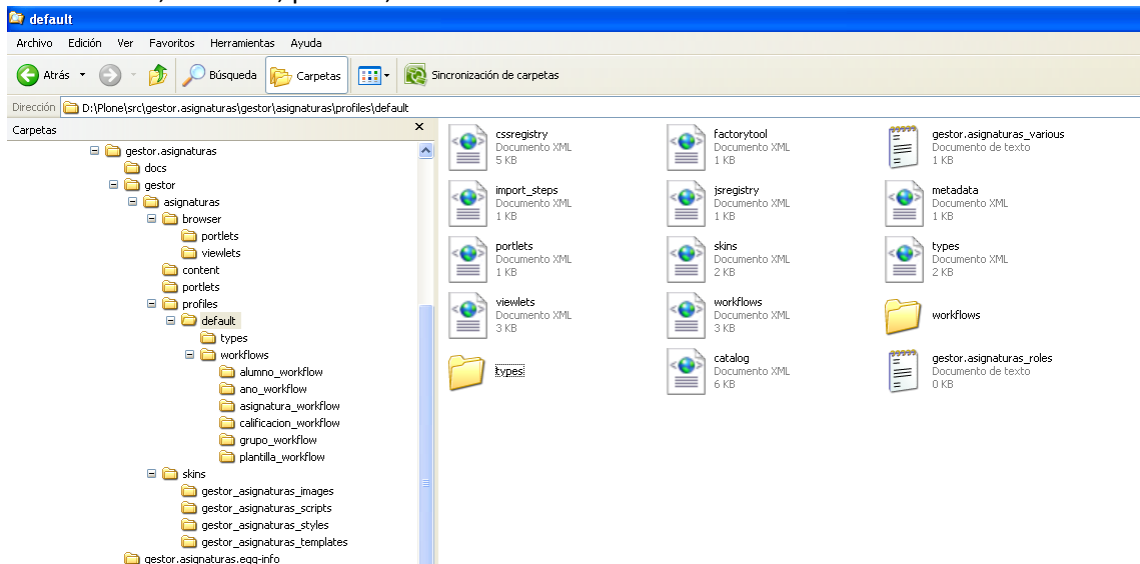 default
Archivo Edición Ver Favoritos Herramientas Ayuda
Atrás Búsqueda Carpetas Sincronización de carpetas
Dirección D:\Plone\src\gestor.asignaturas\gestor\asignaturas\profiles\default
Carpetas
gestor.asignaturas
docs
gestor
asignaturas
browser
portlets
viewlets
content
portlets
profiles
default
types
workflows
alumno_workflow
ano_workflow
asignatura_workflow
calificacion_workflow
grupo_workflow
plantilla_workflow
skins
gestor_asignaturas_images
gestor_asignaturas_scripts
gestor_asignaturas_styles
gestor_asignaturas_templates
gestor.asignaturas.egg-info
cssregistry
Documento XML
5 KB
factorytool
Documento XML
1 KB
gestor.asignaturas_various
Documento de texto
1 KB
import_steps
Documento XML
1 KB
jsregistry
Documento XML
1 KB
metadata
Documento XML
1 KB
portlets
Documento XML
1 KB
skins
Documento XML
2 KB
types
Documento XML
2 KB
viewlets
Documento XML
3 KB
workflows
Documento XML
3 KB
workflows
types
catalog
Documento XML
6 KB
gestor.asignaturas_roles
Documento de texto
0 KB